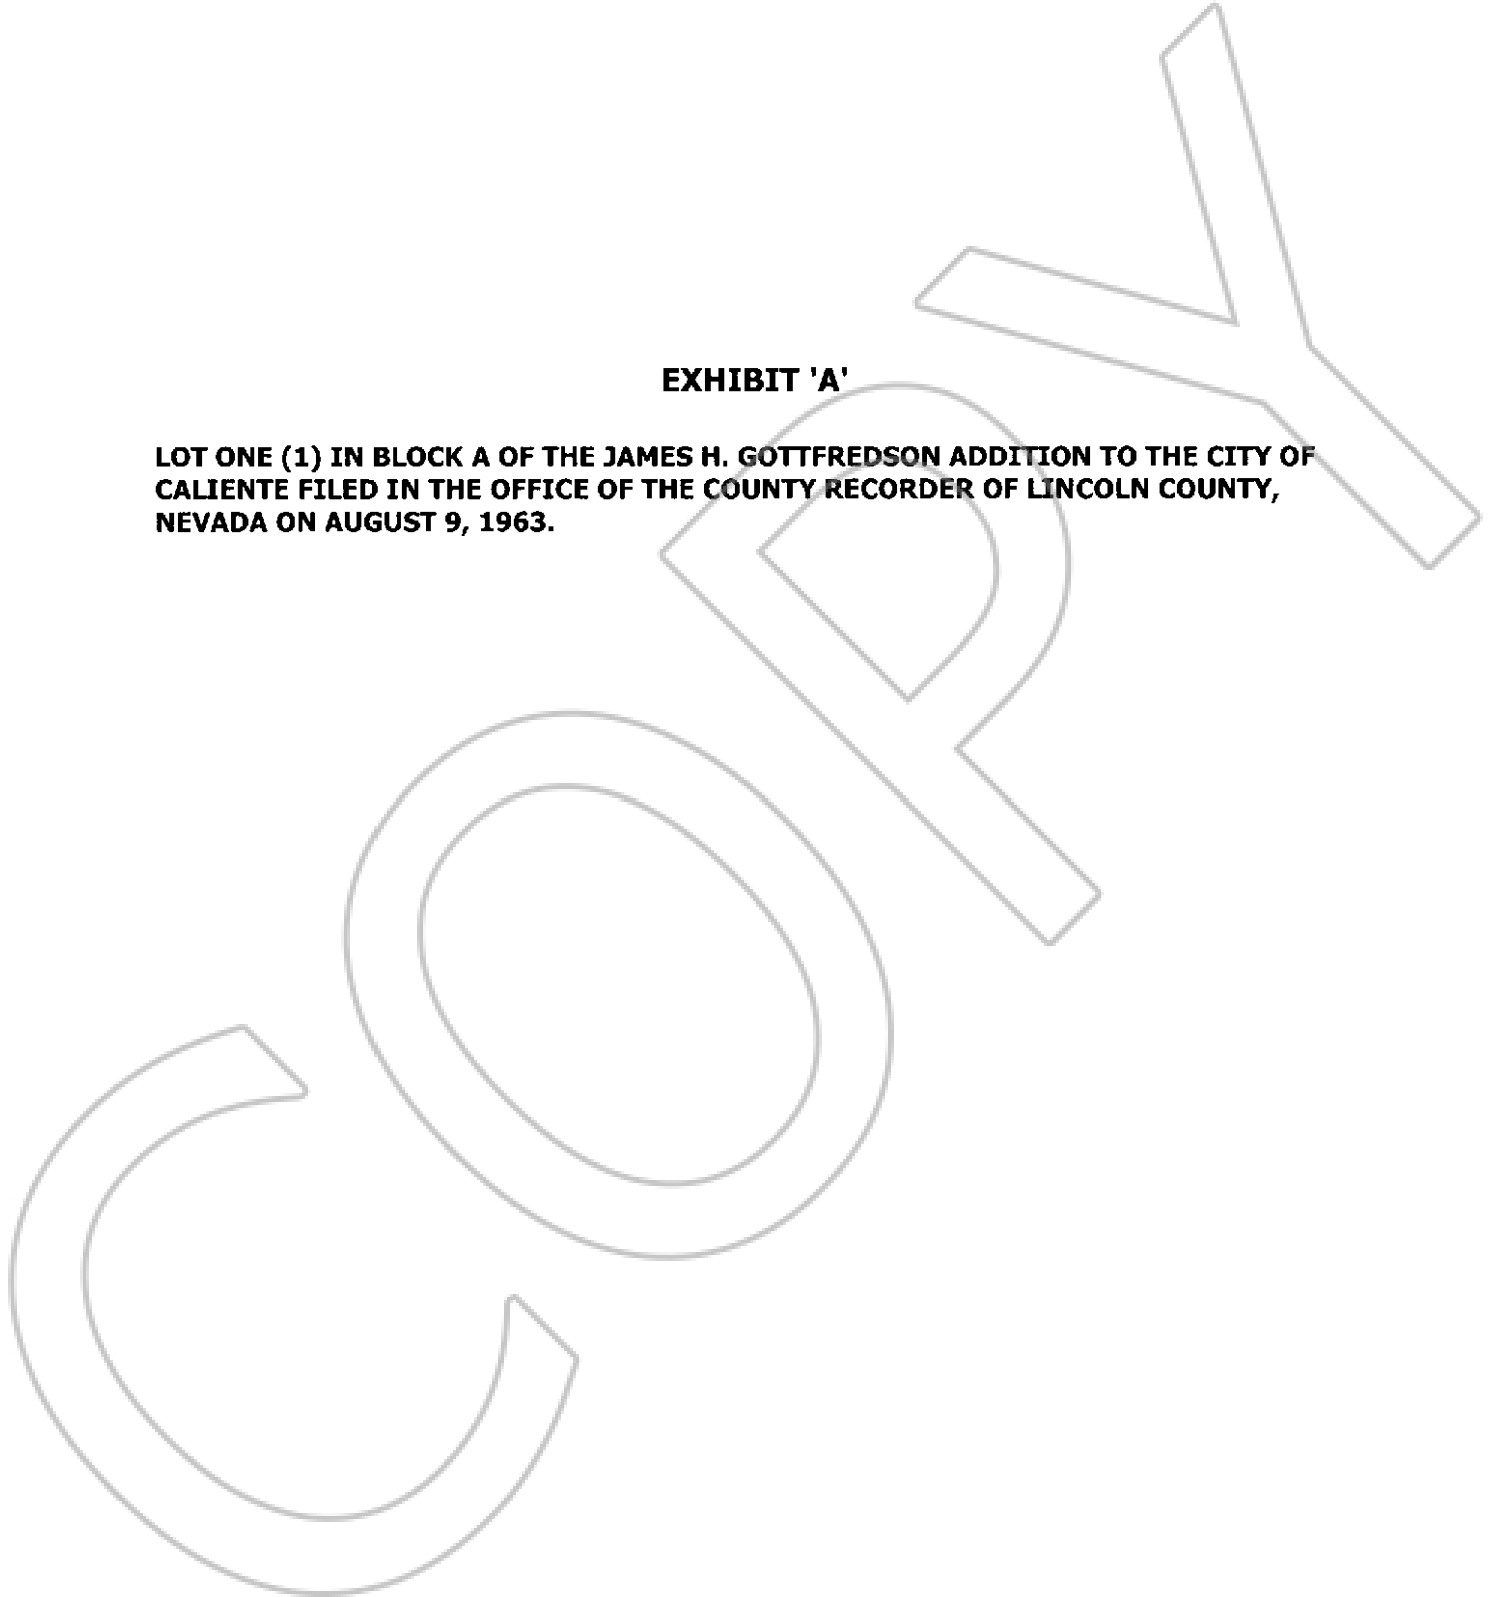 EXHIBIT 'A'
LOT ONE (1) IN BLOCK A OF THE JAMES H. GOTTFREDSON ADDITION TO THE CITY OF
CALIENTE FILED IN THE OFFICE OF THE COUNTY RECORDER OF LINCOLN COUNTY,
NEVADA ON AUGUST 9, 1963.
COPY